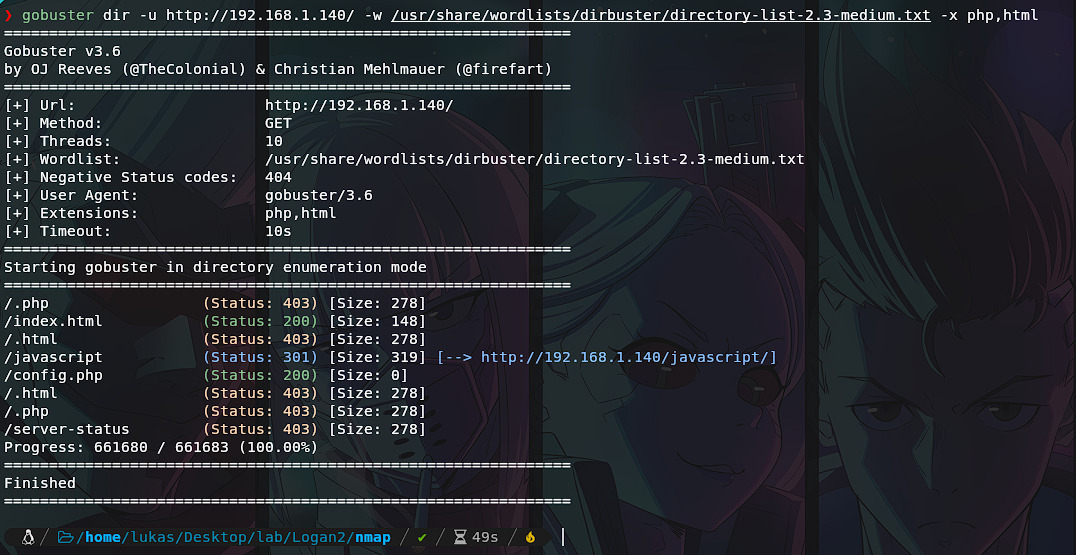 ❯ gobuster dir -u http://192.168.1.140/ -w /usr/share/wordlists/dirbuster/directory-list-2.3-medium.txt -x php,html
===============================================================
Gobuster v3.6
by OJ Reeves (@TheColonial) & Christian Mehlmauer (@firefart)
===============================================================
[+] Url:                     http://192.168.1.140/
[+] Method:                  GET
[+] Threads:                 10
[+] Wordlist:                /usr/share/wordlists/dirbuster/directory-list-2.3-medium.txt
[+] Negative Status codes:   404
[+] User Agent:              gobuster/3.6
[+] Extensions:              php,html
[+] Timeout:                 10s
===============================================================
Starting gobuster in directory enumeration mode
===============================================================
/.php                 (Status: 403) [Size: 278]
/index.html           (Status: 200) [Size: 148]
/.html                (Status: 403) [Size: 278]
/javascript           (Status: 301) [Size: 319] [--> http://192.168.1.140/javascript/]
/config.php           (Status: 200) [Size: 0]
/.html                (Status: 403) [Size: 278]
/.php                 (Status: 403) [Size: 278]
/server-status        (Status: 403) [Size: 278]
Progress: 661680 / 661683 (100.00%)
===============================================================
Finished
===============================================================
/home/lukas/Desktop/lab/Logan2/nmap / ✔ / 49s /